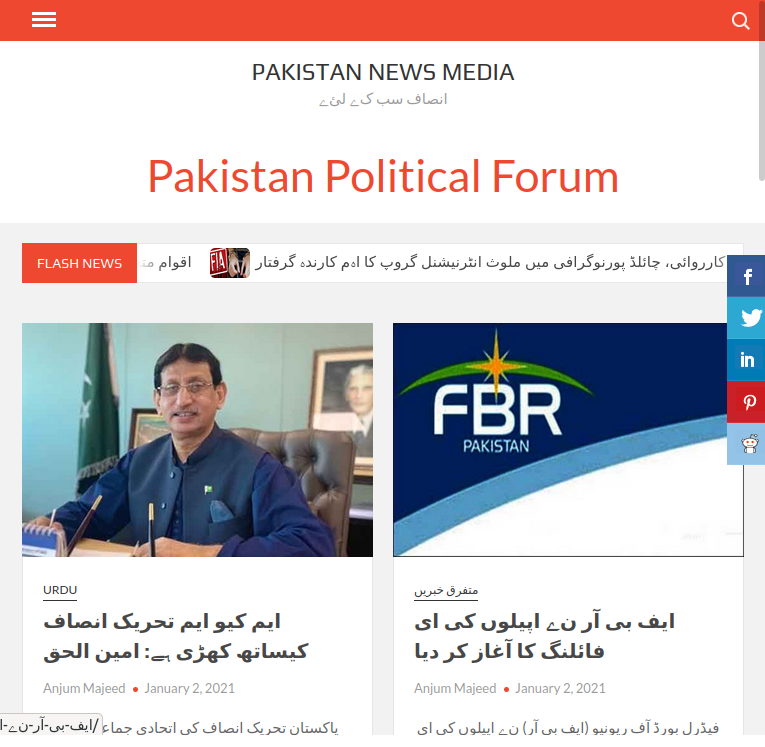 PAKISTAN NEWS MEDIA
انصاف سب کے لئے
Pakistan Political Forum
FLASH NEWS
کارروائی، چائلڈ پورنوگرافی میں ملوث انٹرنیشنل گروپ کا اہم کارندہ گرفتار
FIA
اقوام
FBR
PAKISTAN
URDU
ایم کیو ایم تحریک انصاف
کیساتھ کھڑی ہے: امین الحق
Anjum Majeed
January 2, 2021
پاکستان تحریک انصاف کی اتحادی
متفرق خبریں
ایف بی آر نے اپیلوں کی ای
فائلنگ کا آغاز کر دیا
Anjum Majeed
January 2, 2021
فیڈرل بورڈ آف ریونیو (ایف بی آر) نے اپیلوں کی ای
/ایف-بی-آر-نے-ا